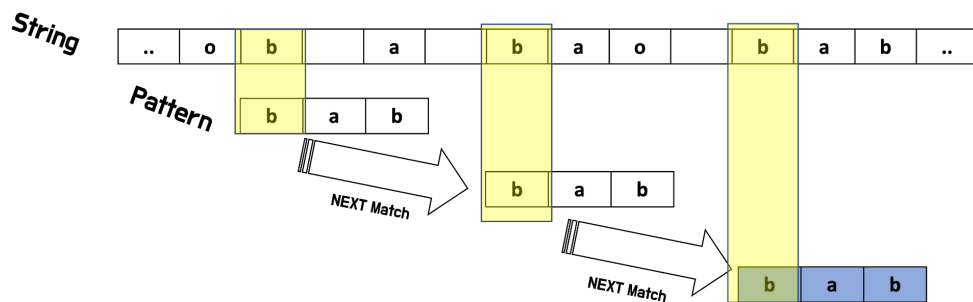 String .. o b a b a o b a b ..
Pattern b a b
NEXT Match b a b
NEXT Match b a b